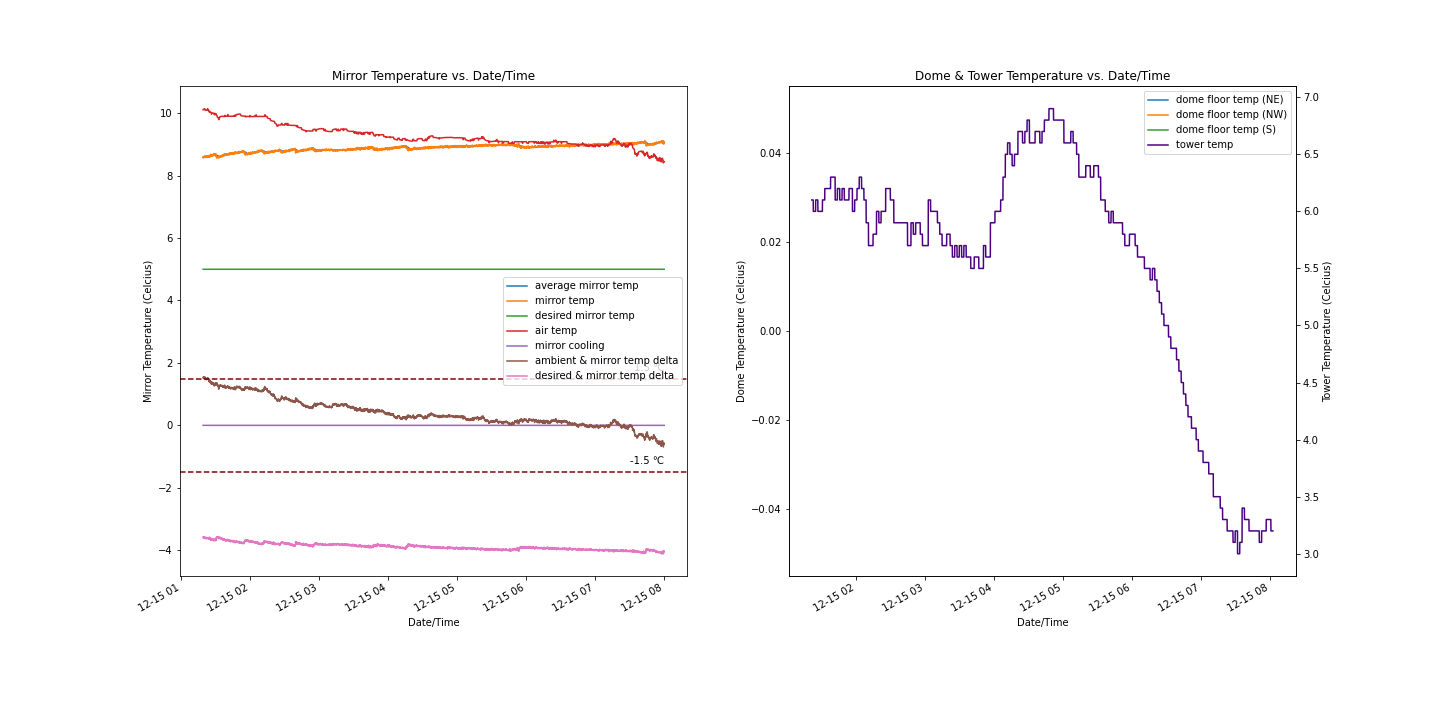 Mirror Temperature vs. Date/Time
Mirror Temperature (Celcius)
10
8
6
4
2
0
−2
−4
average mirror temp
mirror temp
desired mirror temp
air temp
mirror cooling
ambient & mirror temp delta
desired & mirror temp delta
-1.5 ℃
12-15 01
12-15 02
12-15 03
12-15 04
12-15 05
12-15 06
12-15 07
12-15 08
Date/Time
Dome & Tower Temperature vs. Date/Time
Dome Temperature (Celcius)
0.04
0.02
0.00
−0.02
−0.04
dome floor temp (NE)
dome floor temp (NW)
dome floor temp (S)
tower temp
7.0
6.5
6.0
5.5
5.0
4.5
4.0
3.5
3.0
Tower Temperature (Celcius)
12-15 02
12-15 03
12-15 04
12-15 05
12-15 06
12-15 07
12-15 08
Date/Time